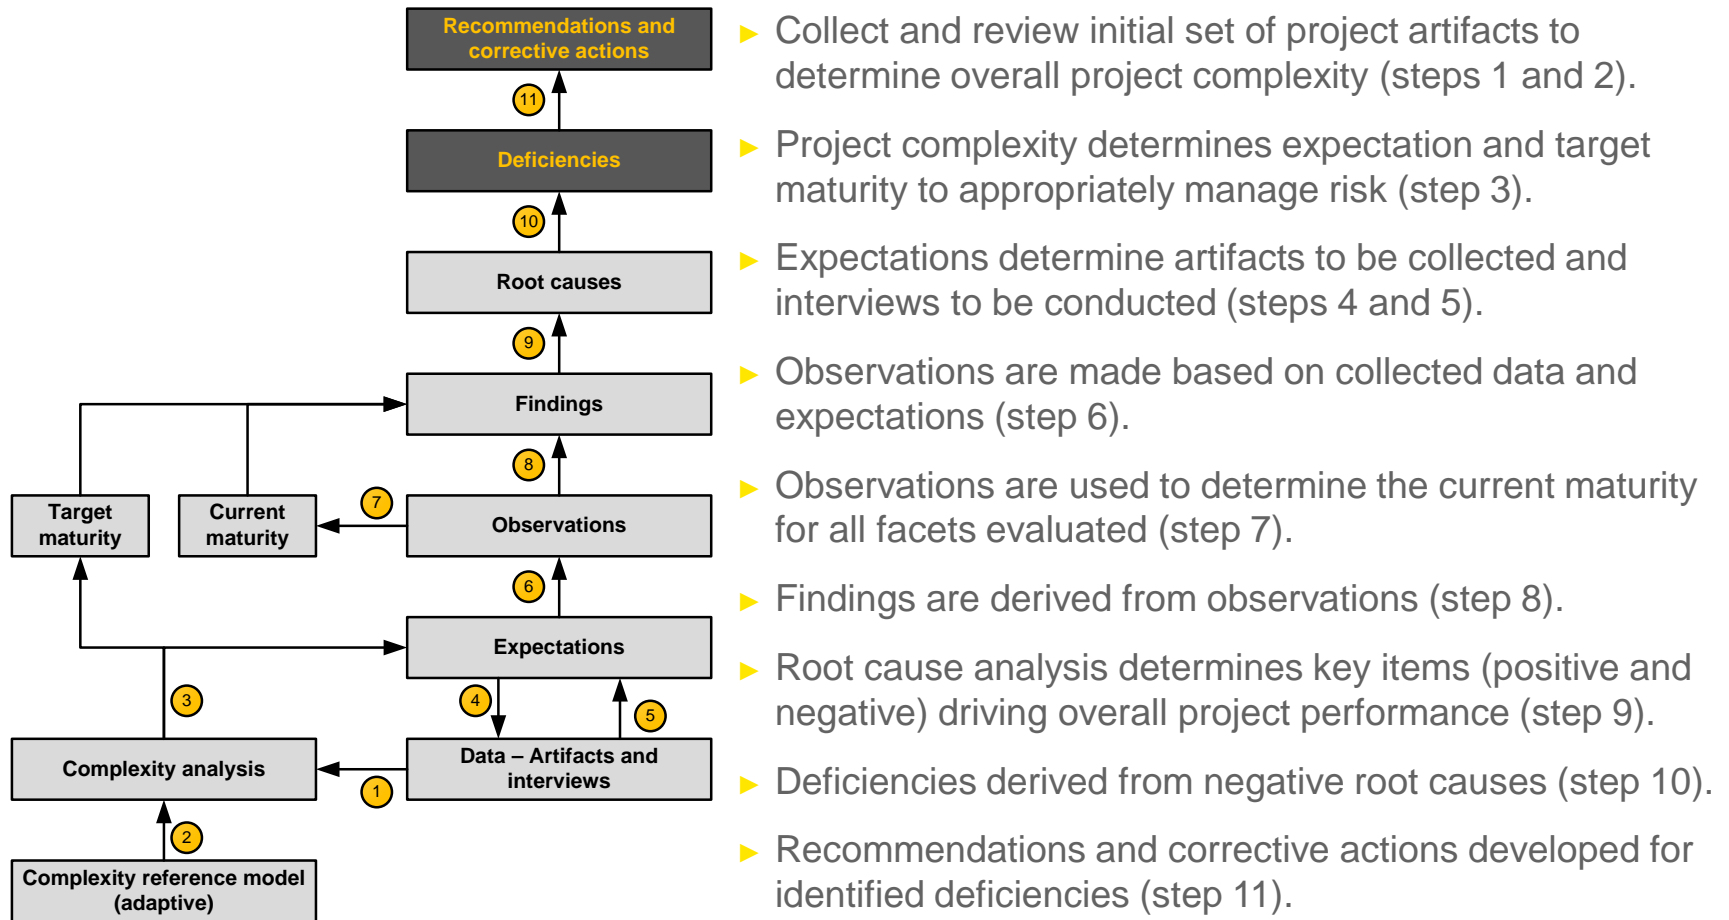 Recommendations and
corrective actions
11
Deficiencies
10
Root causes
9
Findings
8
Target
maturity
Current
maturity
7
Observations
6
Expectations
3
4
5
Complexity analysis
1
Data – Artifacts and
interviews
2
Complexity reference model
(adaptive)
► Collect and review initial set of project artifacts to
determine overall project complexity (steps 1 and 2).
► Project complexity determines expectation and target
maturity to appropriately manage risk (step 3).
► Expectations determine artifacts to be collected and
interviews to be conducted (steps 4 and 5).
► Observations are made based on collected data and
expectations (step 6).
► Observations are used to determine the current maturity
for all facets evaluated (step 7).
► Findings are derived from observations (step 8).
► Root cause analysis determines key items (positive and
negative) driving overall project performance (step 9).
► Deficiencies derived from negative root causes (step 10).
► Recommendations and corrective actions developed for
identified deficiencies (step 11).